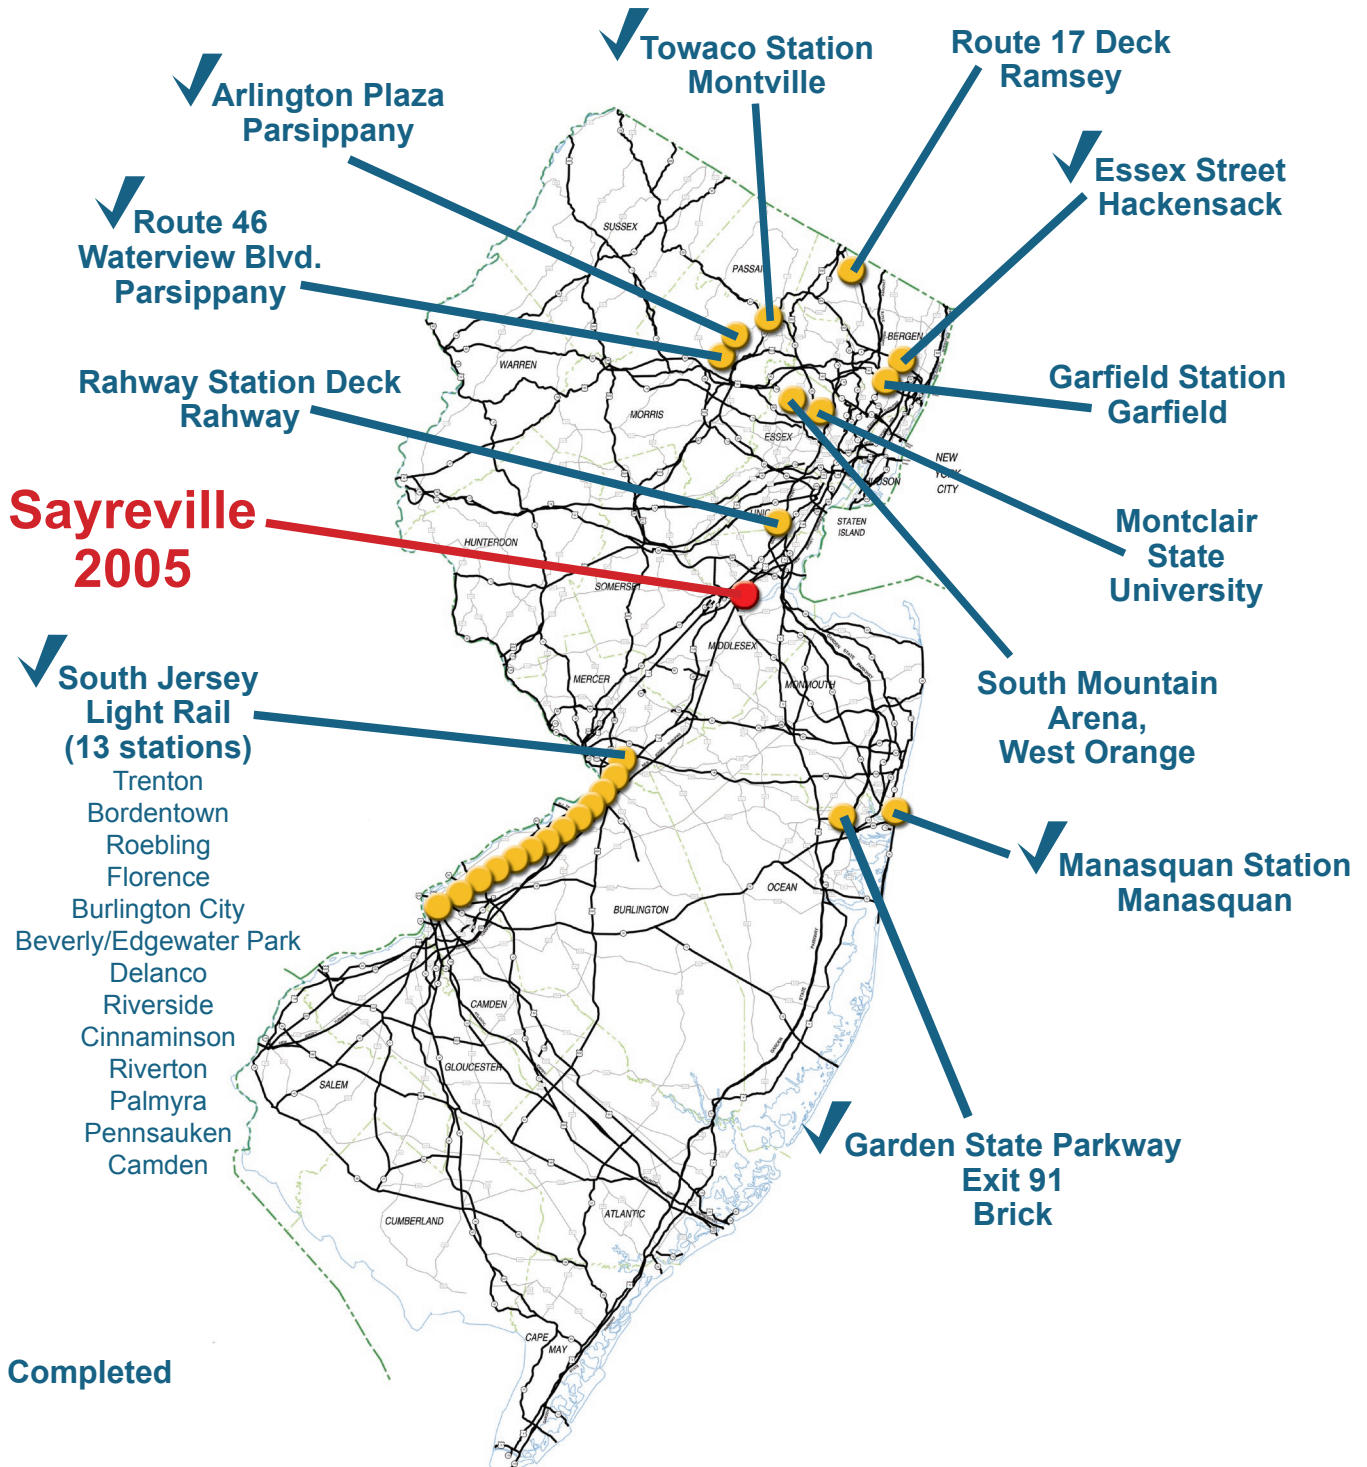 Towaco Station
Montville
Route 17 Deck
Ramsey
Arlington Plaza
Parsippany
Essex Street
Hackensack
Route 46
Waterview Blvd.
Parsippany
Rahway Station Deck
Rahway
Garfield Station
Garfield
Sayreville
2005
Montclair
State
University
South Mountain
Arena,
West Orange
South Jersey
Light Rail
(13 stations)
Trenton
Bordentown
Roebling
Florence
Burlington City
Beverly/Edgewater Park
Delanco
Riverside
Cinnaminson
Riverton
Palmyra
Pennsauken
Camden
Manasquan Station
Manasquan
Garden State Parkway
Exit 91
Brick
Completed
SUSSEX
BERGEN
WARREN
MORRIS
ESSEX
NEW
YORK
CITY
STATEN
ISLAND
HUNTERDON
SOMERSET
MIDDLESEX
MERCER
MONMOUTH
OCEAN
BURLINGTON
CAMDEN
GLOUCESTER
SALEM
CUMBERLAND
ATLANTIC
CAPE
MAY